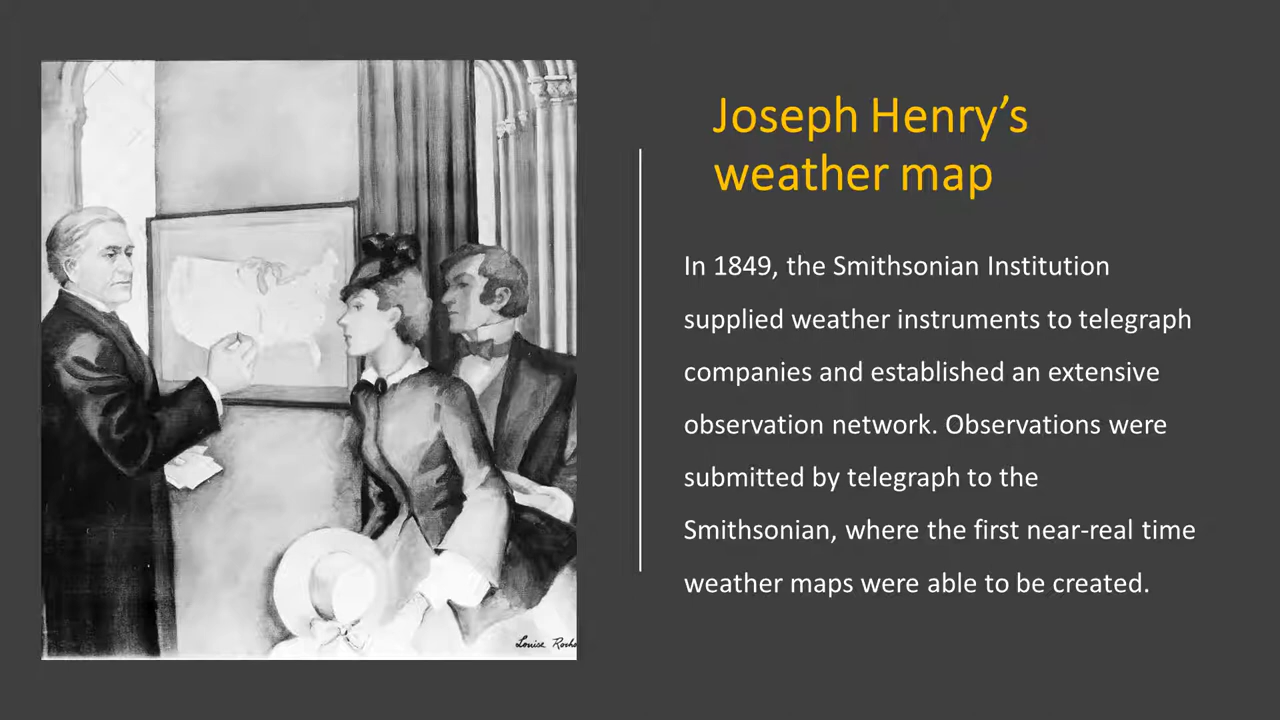 Joseph Henry’s
weather map
In 1849, the Smithsonian Institution
supplied weather instruments to telegraph
companies and established an extensive
observation network. Observations were
submitted by telegraph to the
Smithsonian, where the first near-real time
weather maps were able to be created.
Louise